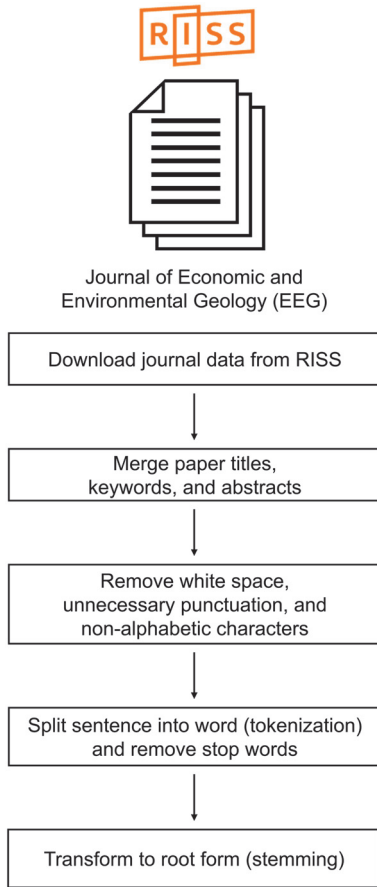 RISS
Journal of Economic and
Environmental Geology (EEG)
Download journal data from RISS
Merge paper titles,
keywords, and abstracts
Remove white space,
unnecessary punctuation, and
non-alphabetic characters
Split sentence into word (tokenization)
and remove stop words
Transform to root form (stemming)